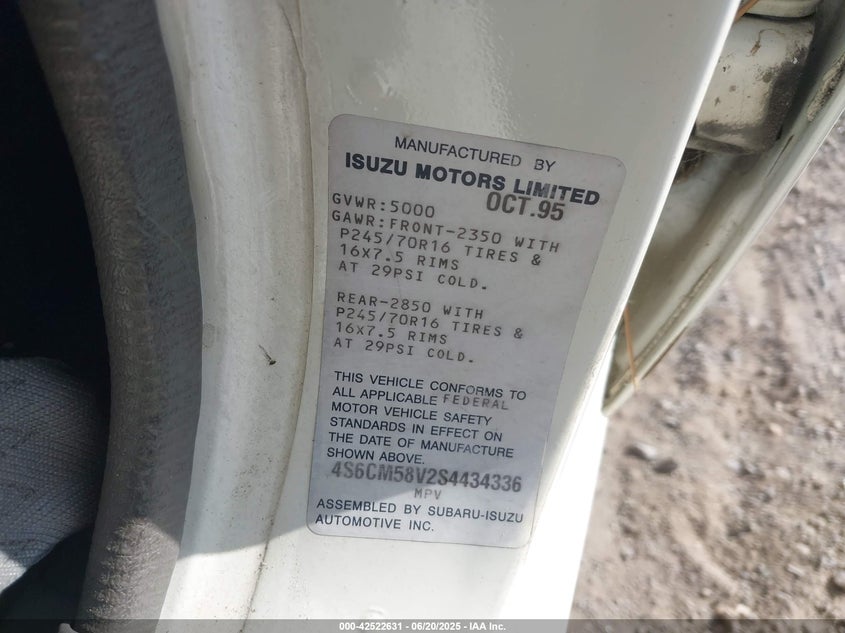 MANUFACTURED BY
ISUZU MOTORS LIMITED
OCT.95
GVWR:5000
GAWR:FRONT-2350 WITH
P245/70R16 TIRES &
16X7.5 RIMS
AT 29PSI COLD.
REAR-2850 WITH
P245/70R16 TIRES &
16X7.5 RIMS
AT 29PSI COLD.
THIS VEHICLE CONFORMS TO
ALL APPLICABLE FEDERAL
MOTOR VEHICLE SAFETY
STANDARDS IN EFFECT ON
THE DATE OF MANUFACTURE
SHOWN ABOVE.
4S6CM58V2S4434336
MPV
ASSEMBLED BY SUBARU-ISUZU
AUTOMOTIVE INC.
000-42522631 - 06/20/2025 - IAA Inc.